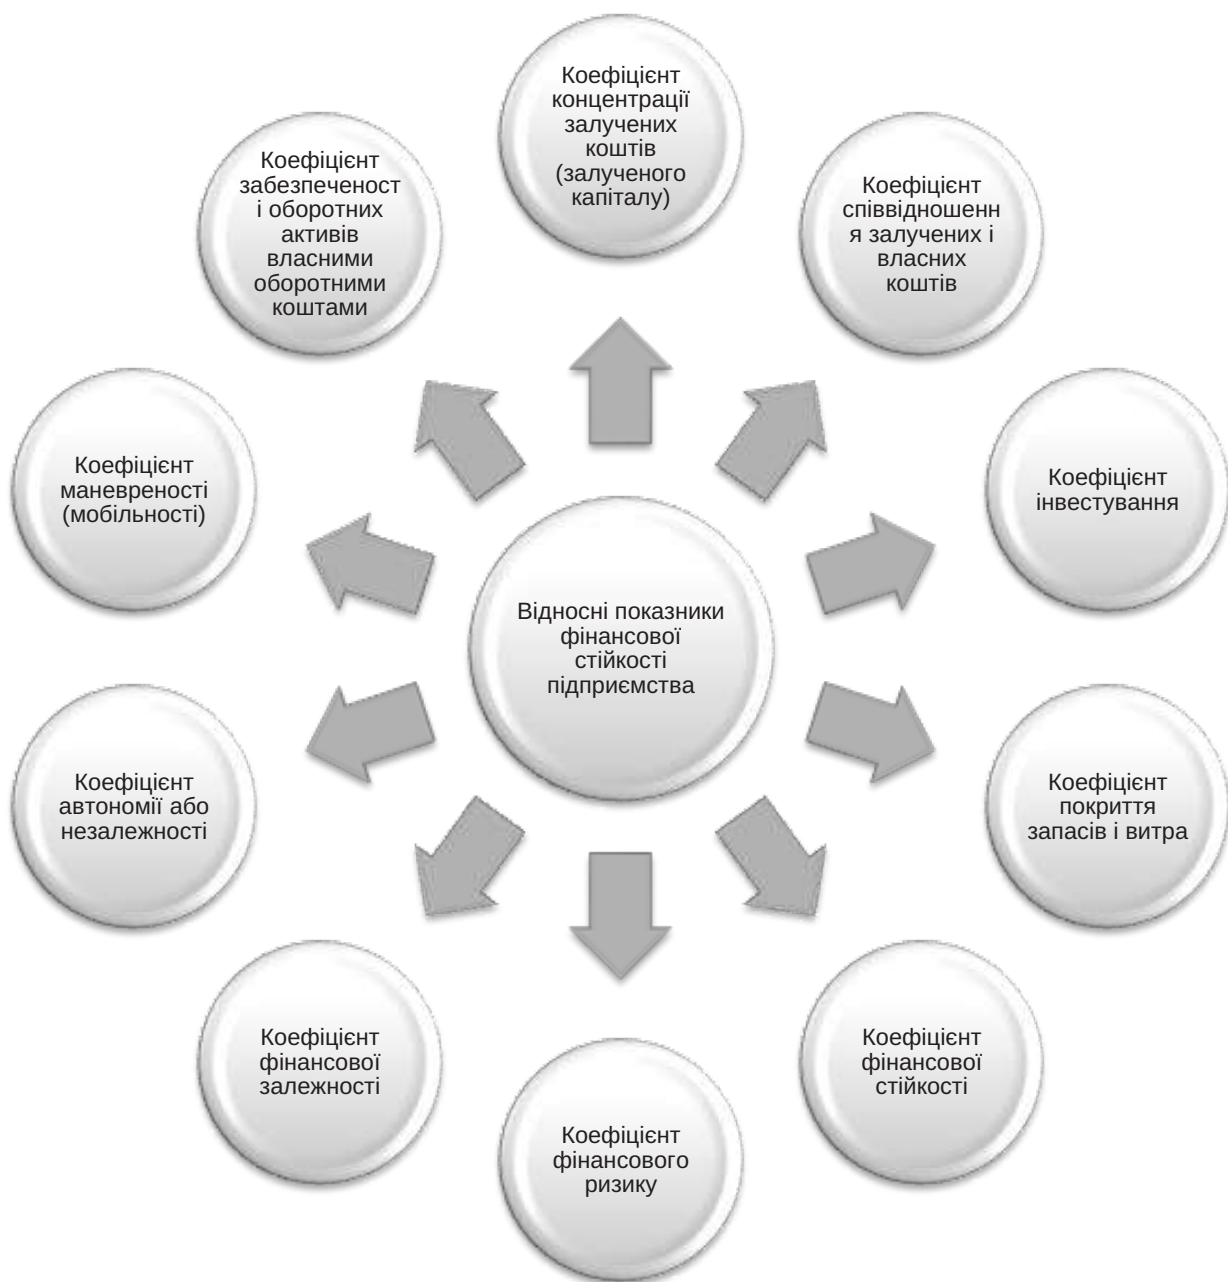 Коефіцієнт
концентрації
залучених
коштів
(залученого
капіталу)
Коефіцієнт
співвідношенн
я залучених і
власних
коштів
Коефіцієнт
інвестування
Коефіцієнт
покриття
запасів і витра
Коефіцієнт
фінансової
стійкості
Коефіцієнт
фінансового
ризику
Коефіцієнт
фінансової
залежності
Коефіцієнт
автономії або
незалежності
Коефіцієнт
маневреності
(мобільності)
Коефіцієнт
забезпеченост
і оборотних
активів
власними
оборотними
коштами
Відносні показники
фінансової
стійкості
підприємства